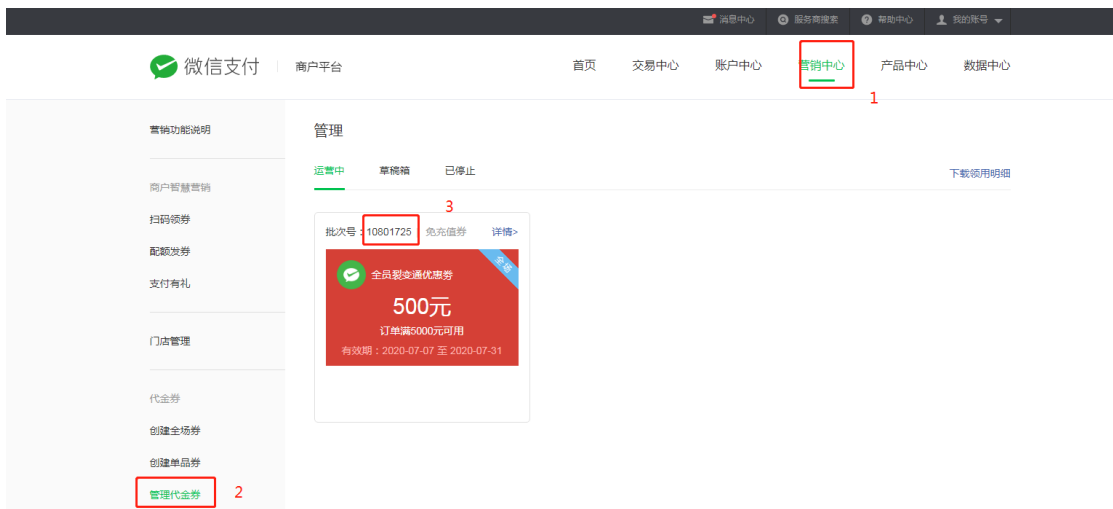 消息中心 服务商搜索 帮助中心 我的账号
微信支付 商户平台 首页 交易中心 账户中心 营销中心 产品中心 数据中心
1
营销功能说明
管理
运营中 草稿箱 已停止 下载领用明细
商户智慧营销
3
扫码领券
批次号：10801725 免充值券 详情>
配额发券
全场
全员裂变通优惠券
支付有礼
500元
订单满5000元可用
门店管理
有效期：2020-07-07 至 2020-07-31
代金券
创建全场券
创建单品券
管理代金券 2